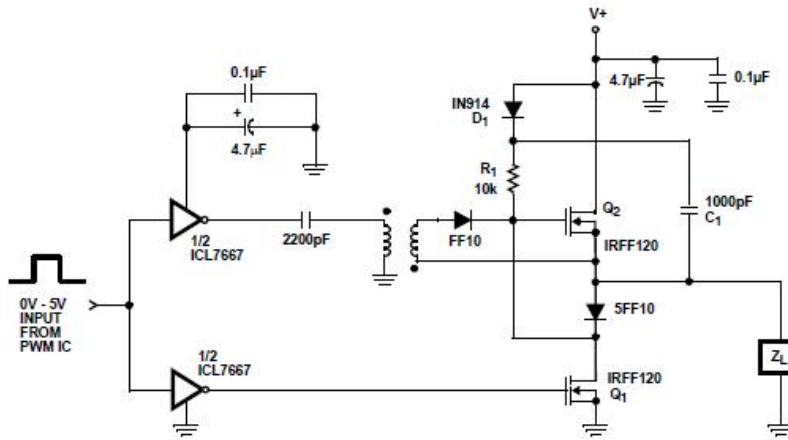 V+
0.1µF
+
4.7µF
4.7µF
0.1µF
IN914
D1
R1
10k
1000pF
C1
Q2
IRFF120
1/2
ICL7667
2200pF
FF10
0V - 5V
INPUT
FROM
PWM IC
5FF10
1/2
ICL7667
ZL
IRFF120
Q1